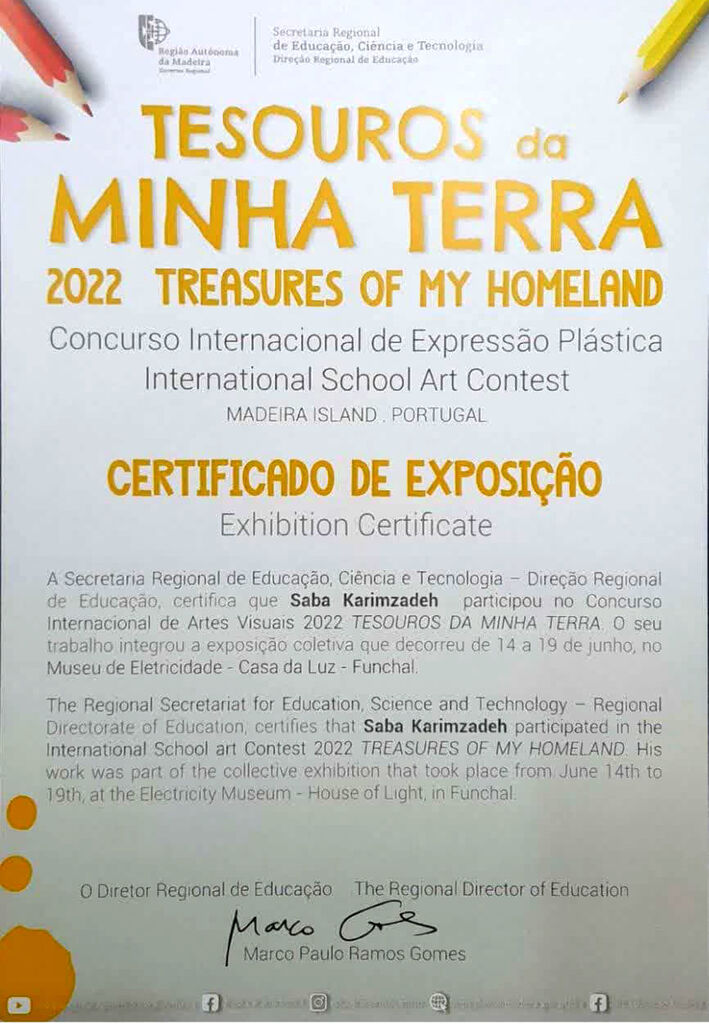 Região Autónoma
da Madeira
Governo Regional
Secretaria Regional
de Educação, Ciência e Tecnologia
Direção Regional de Educação
TESOUROS da
MINHA TERRA
2022 TREASURES OF MY HOMELAND
Concurso Internacional de Expressão Plástica
International School Art Contest
MADEIRA ISLAND . PORTUGAL
CERTIFICADO DE EXPOSIÇÃO
Exhibition Certificate
A Secretaria Regional de Educação, Ciência e Tecnologia – Direção Regional
de Educação, certifica que Saba Karimzadeh participou no Concurso
Internacional de Artes Visuais 2022 TESOUROS DA MINHA TERRA. O seu
trabalho integrou a exposição coletiva que decorreu de 14 a 19 de junho, no
Museu de Eletricidade - Casa da Luz - Funchal.
The Regional Secretariat for Education, Science and Technology – Regional
Directorate of Education, certifies that Saba Karimzadeh participated in the
International School art Contest 2022 TREASURES OF MY HOMELAND. His
work was part of the collective exhibition that took place from June 14th to
19th, at the Electricity Museum - House of Light, in Funchal.
O Diretor Regional de Educação The Regional Director of Education
Marco
Marco Paulo Ramos Gomes